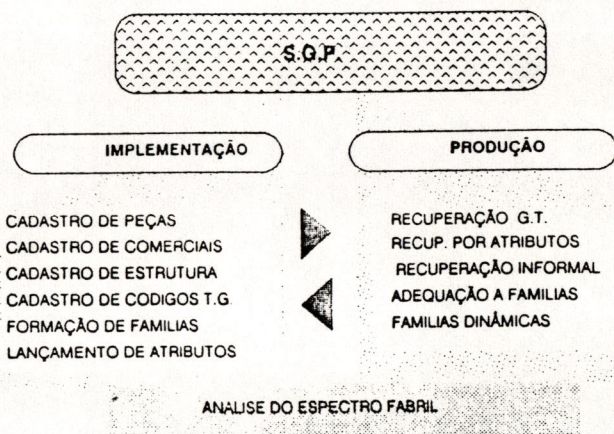 S.G.P.
IMPLEMENTAÇÃO
CADASTRO DE PEÇAS
CADASTRO DE COMERCIAIS
CADASTRO DE ESTRUTURA
CADASTRO DE CODIGOS T.G.
FORMAÇÃO DE FAMILIAS
LANÇAMENTO DE ATRIBUTOS
PRODUÇÃO
RECUPERAÇÃO G.T.
RECUP. POR ATRIBUTOS
RECUPERAÇÃO INFORMAL
ADEQUAÇÃO A FAMILIAS
FAMILIAS DINÂMICAS
ANALISE DO ESPECTRO FABRIL